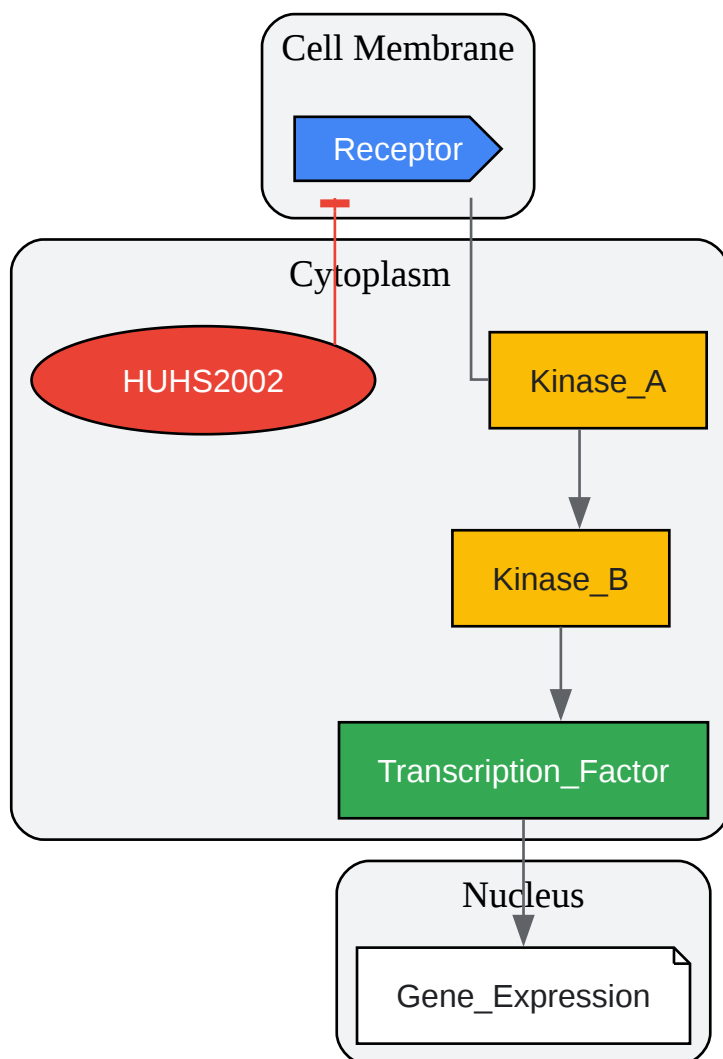 Cell Membrane
Receptor
Cytoplasm
HUHS2002
Kinase_A
Kinase_B
Transcription_Factor
Nucleus
Gene_Expression